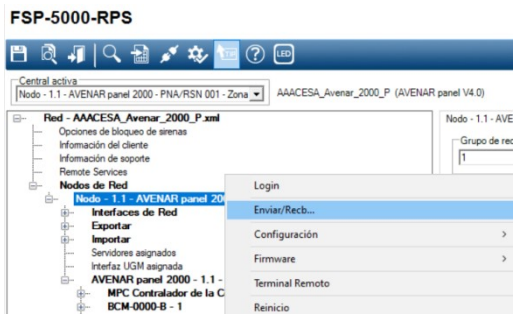 FSP-5000-RPS
TXT
LED
Central activa
Nodo - 1.1 - AVENAR panel 2000 - PNA/RSN 001 - Zona
AAACESA_Avenar_2000_P (AVENAR panel V4.0)
Red - AAACESA_Avenar_2000_P.xml
Opciones de bloqueo de sirenas
Información del cliente
Información de soporte
Remote Services
Nodos de Red
Nodo - 1.1 - AVENAR panel 200
Interfaces de Red
Exportar
Importar
Servidores asignados
Interfaz UGM asignada
AVENAR panel 2000 - 1.1 -
MPC Contralador de la C
BCM-0000-B - 1
Nodo - 1.1 - AVE
Grupo de rec
1
Login
Enviar/Recb...
Configuración
Firmware
Terminal Remoto
Reinicio